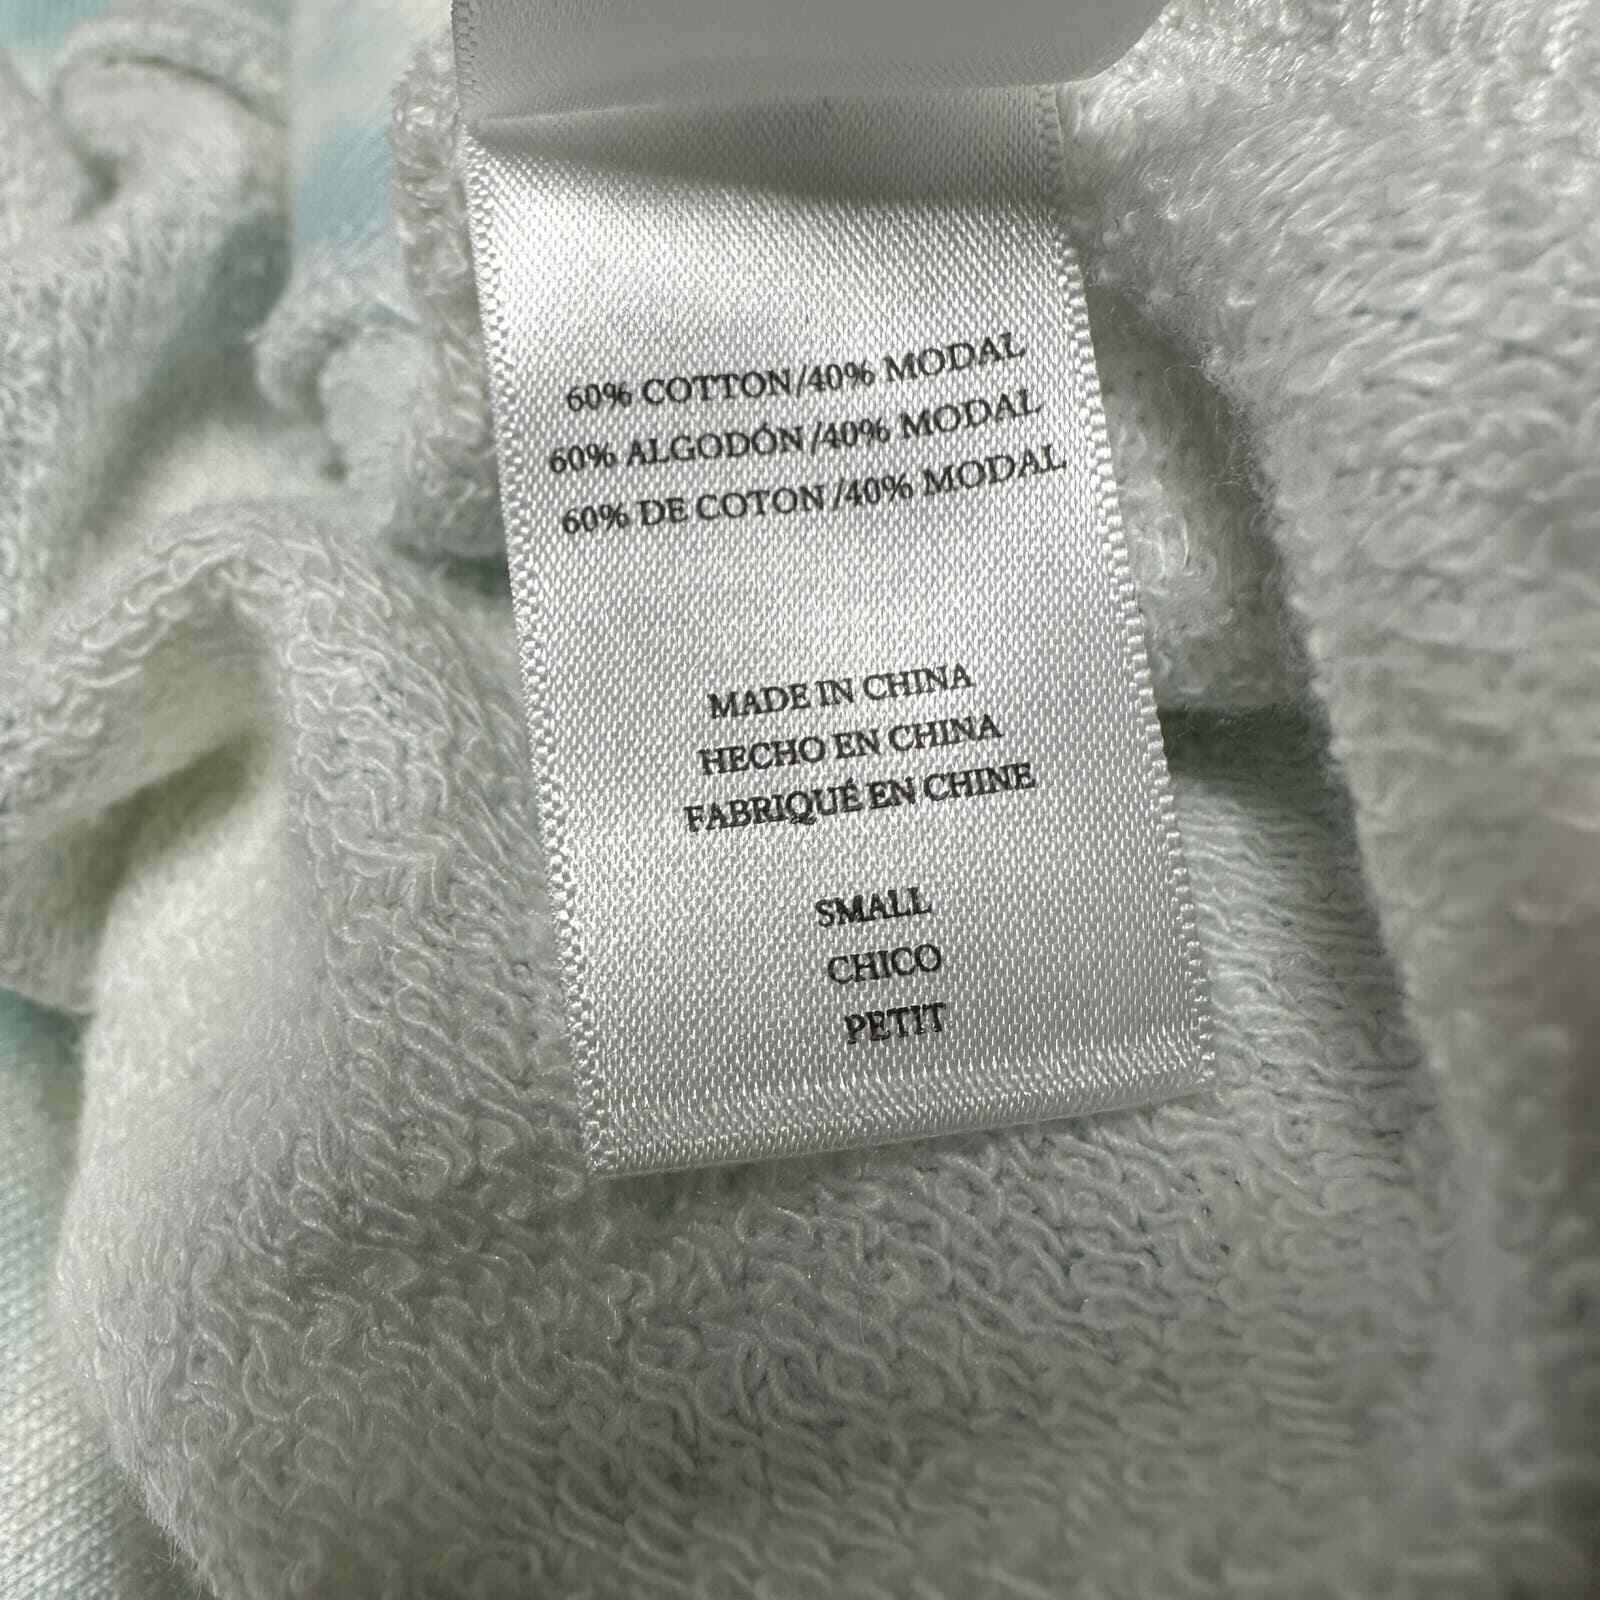 60% COTTON/40% MODAL
60% ALGODÓN/40% MODAL
60% DE COTON/40% MODAL
MADE IN CHINA
HECHO EN CHINA
FABRIQUÉ EN CHINE
SMALL
CHICO
PETIT